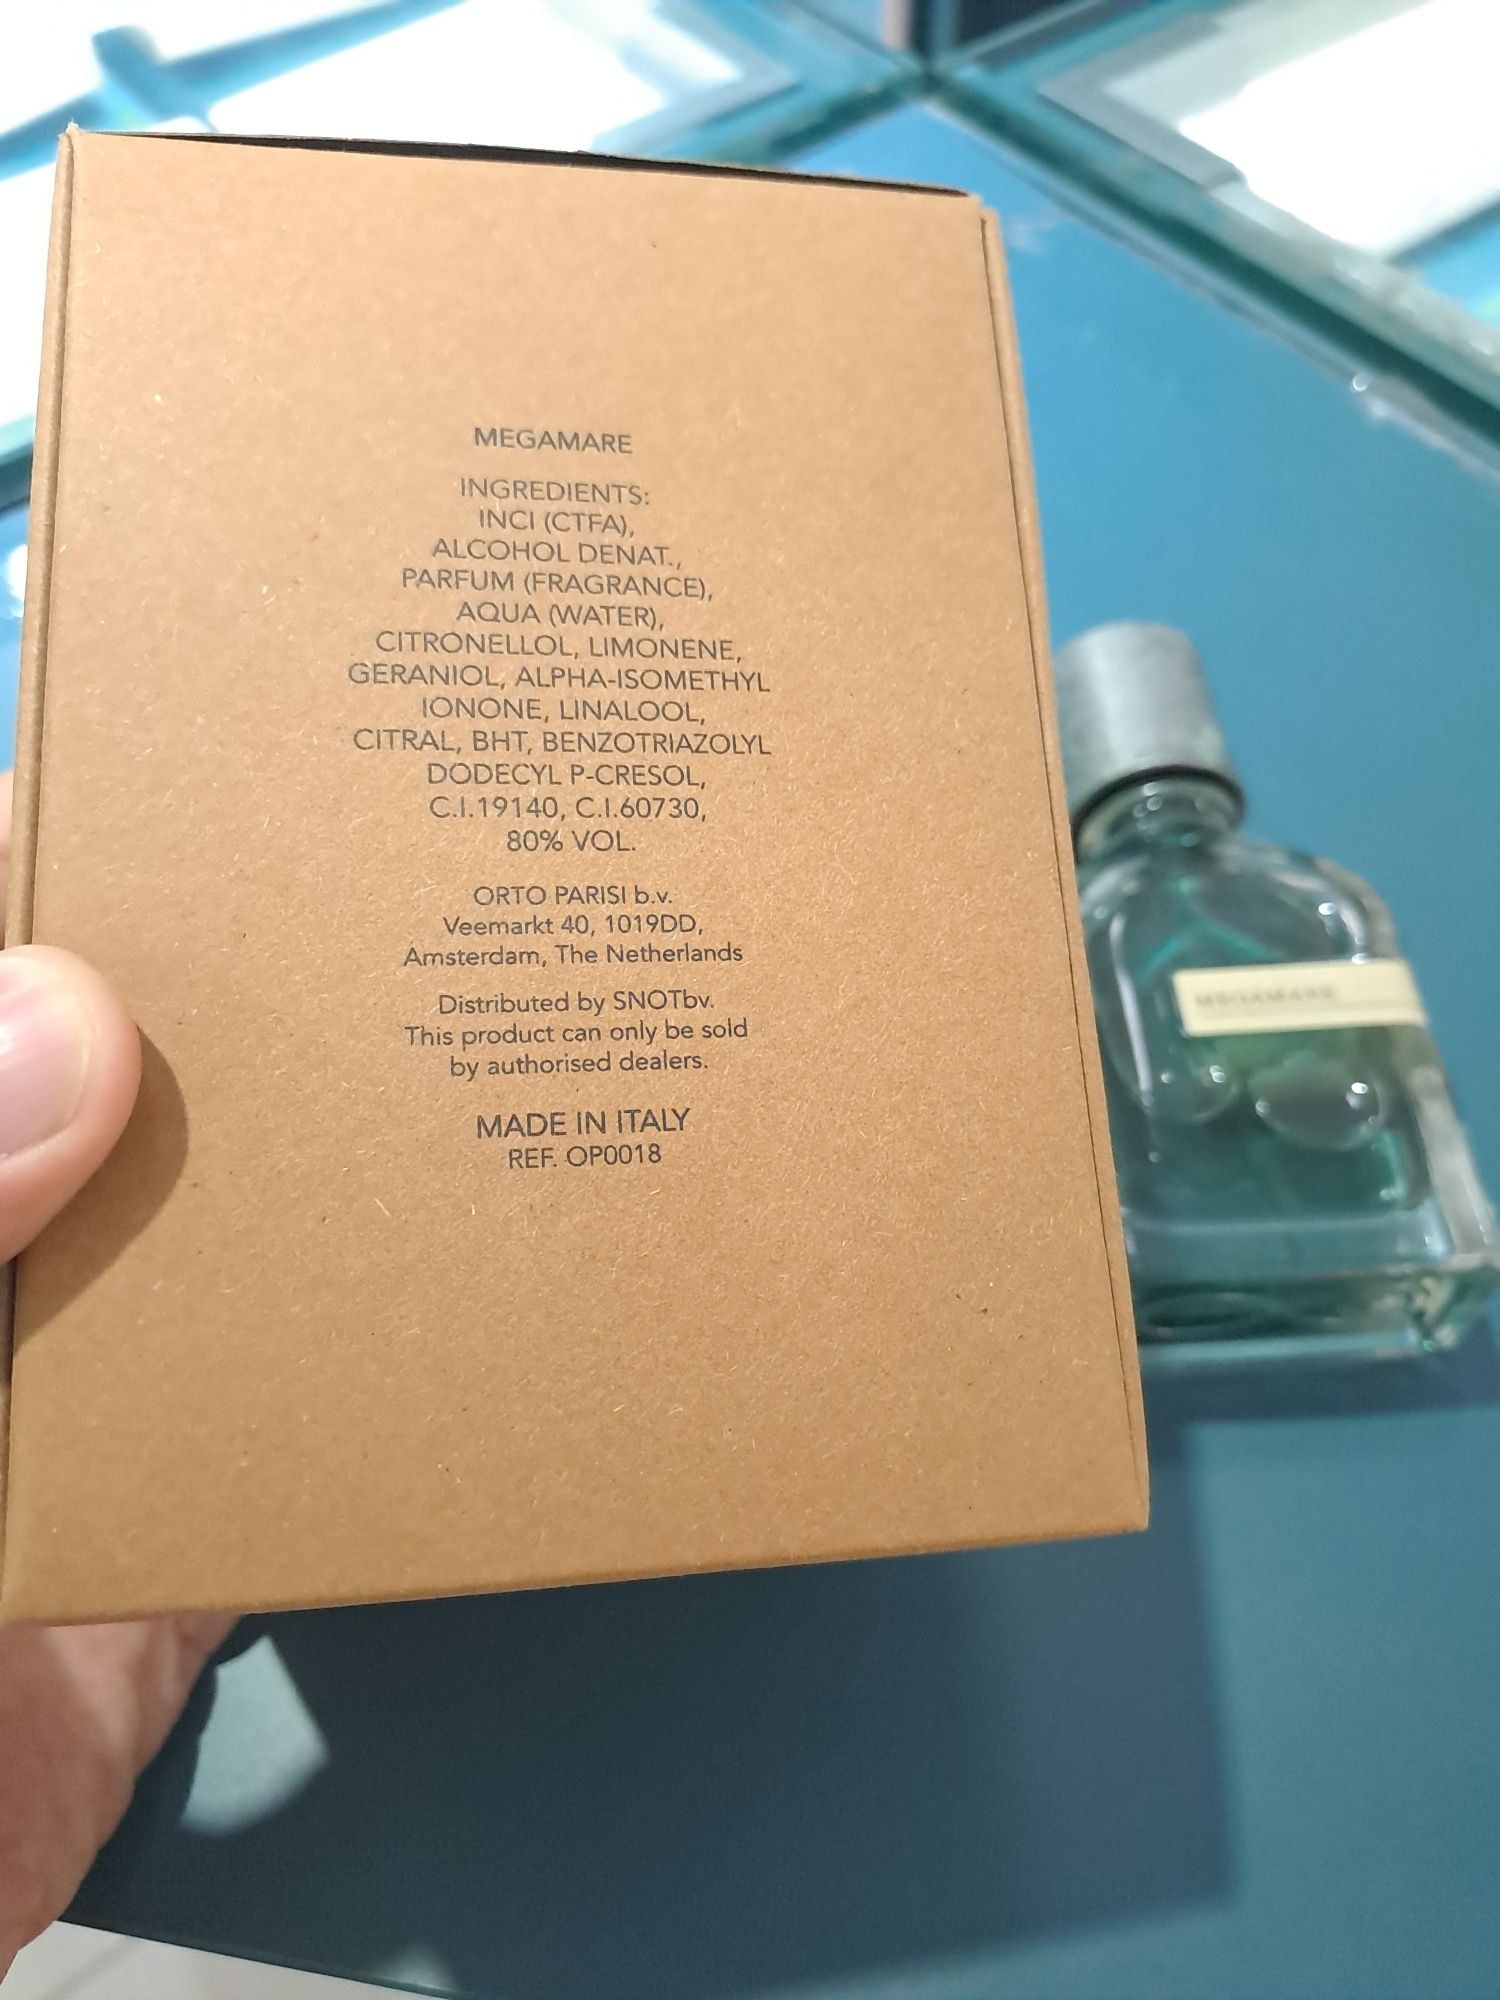 MEGAMARE
INGREDIENTS:
INCI (CTFA),
ALCOHOL DENAT.,
PARFUM (FRAGRANCE),
AQUA (WATER),
CITRONELLOL, LIMONENE,
GERANIOL, ALPHA-ISOMETHYL
IONONE, LINALOOL,
CITRAL, BHT, BENZOTRIAZOLYL
DODECYL P-CRESOL,
C.I.19140, C.I.60730,
80% VOL.
ORTO PARISI b.v.
Veemarkt 40, 1019DD,
Amsterdam, The Netherlands
Distributed by SNOTbv.
This product can only be sold
by authorised dealers.
MADE IN ITALY
REF. OP0018
MEGAMARE